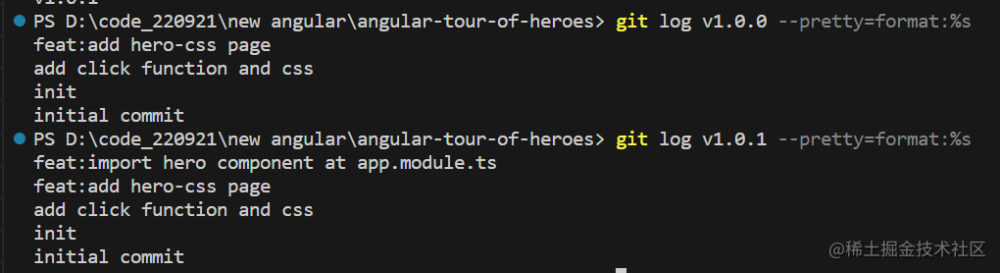 v1.0.1
PS D:\code_220921\new angular\angular-tour-of-heroes> git log v1.0.0 --pretty=format:%s
feat:add hero-css page
add click function and css
init
initial commit
PS D:\code_220921\new angular\angular-tour-of-heroes> git log v1.0.1 --pretty=format:%s
feat:import hero component at app.module.ts
feat:add hero-css page
add click function and css
init
initial commit
@稀土掘金技术社区